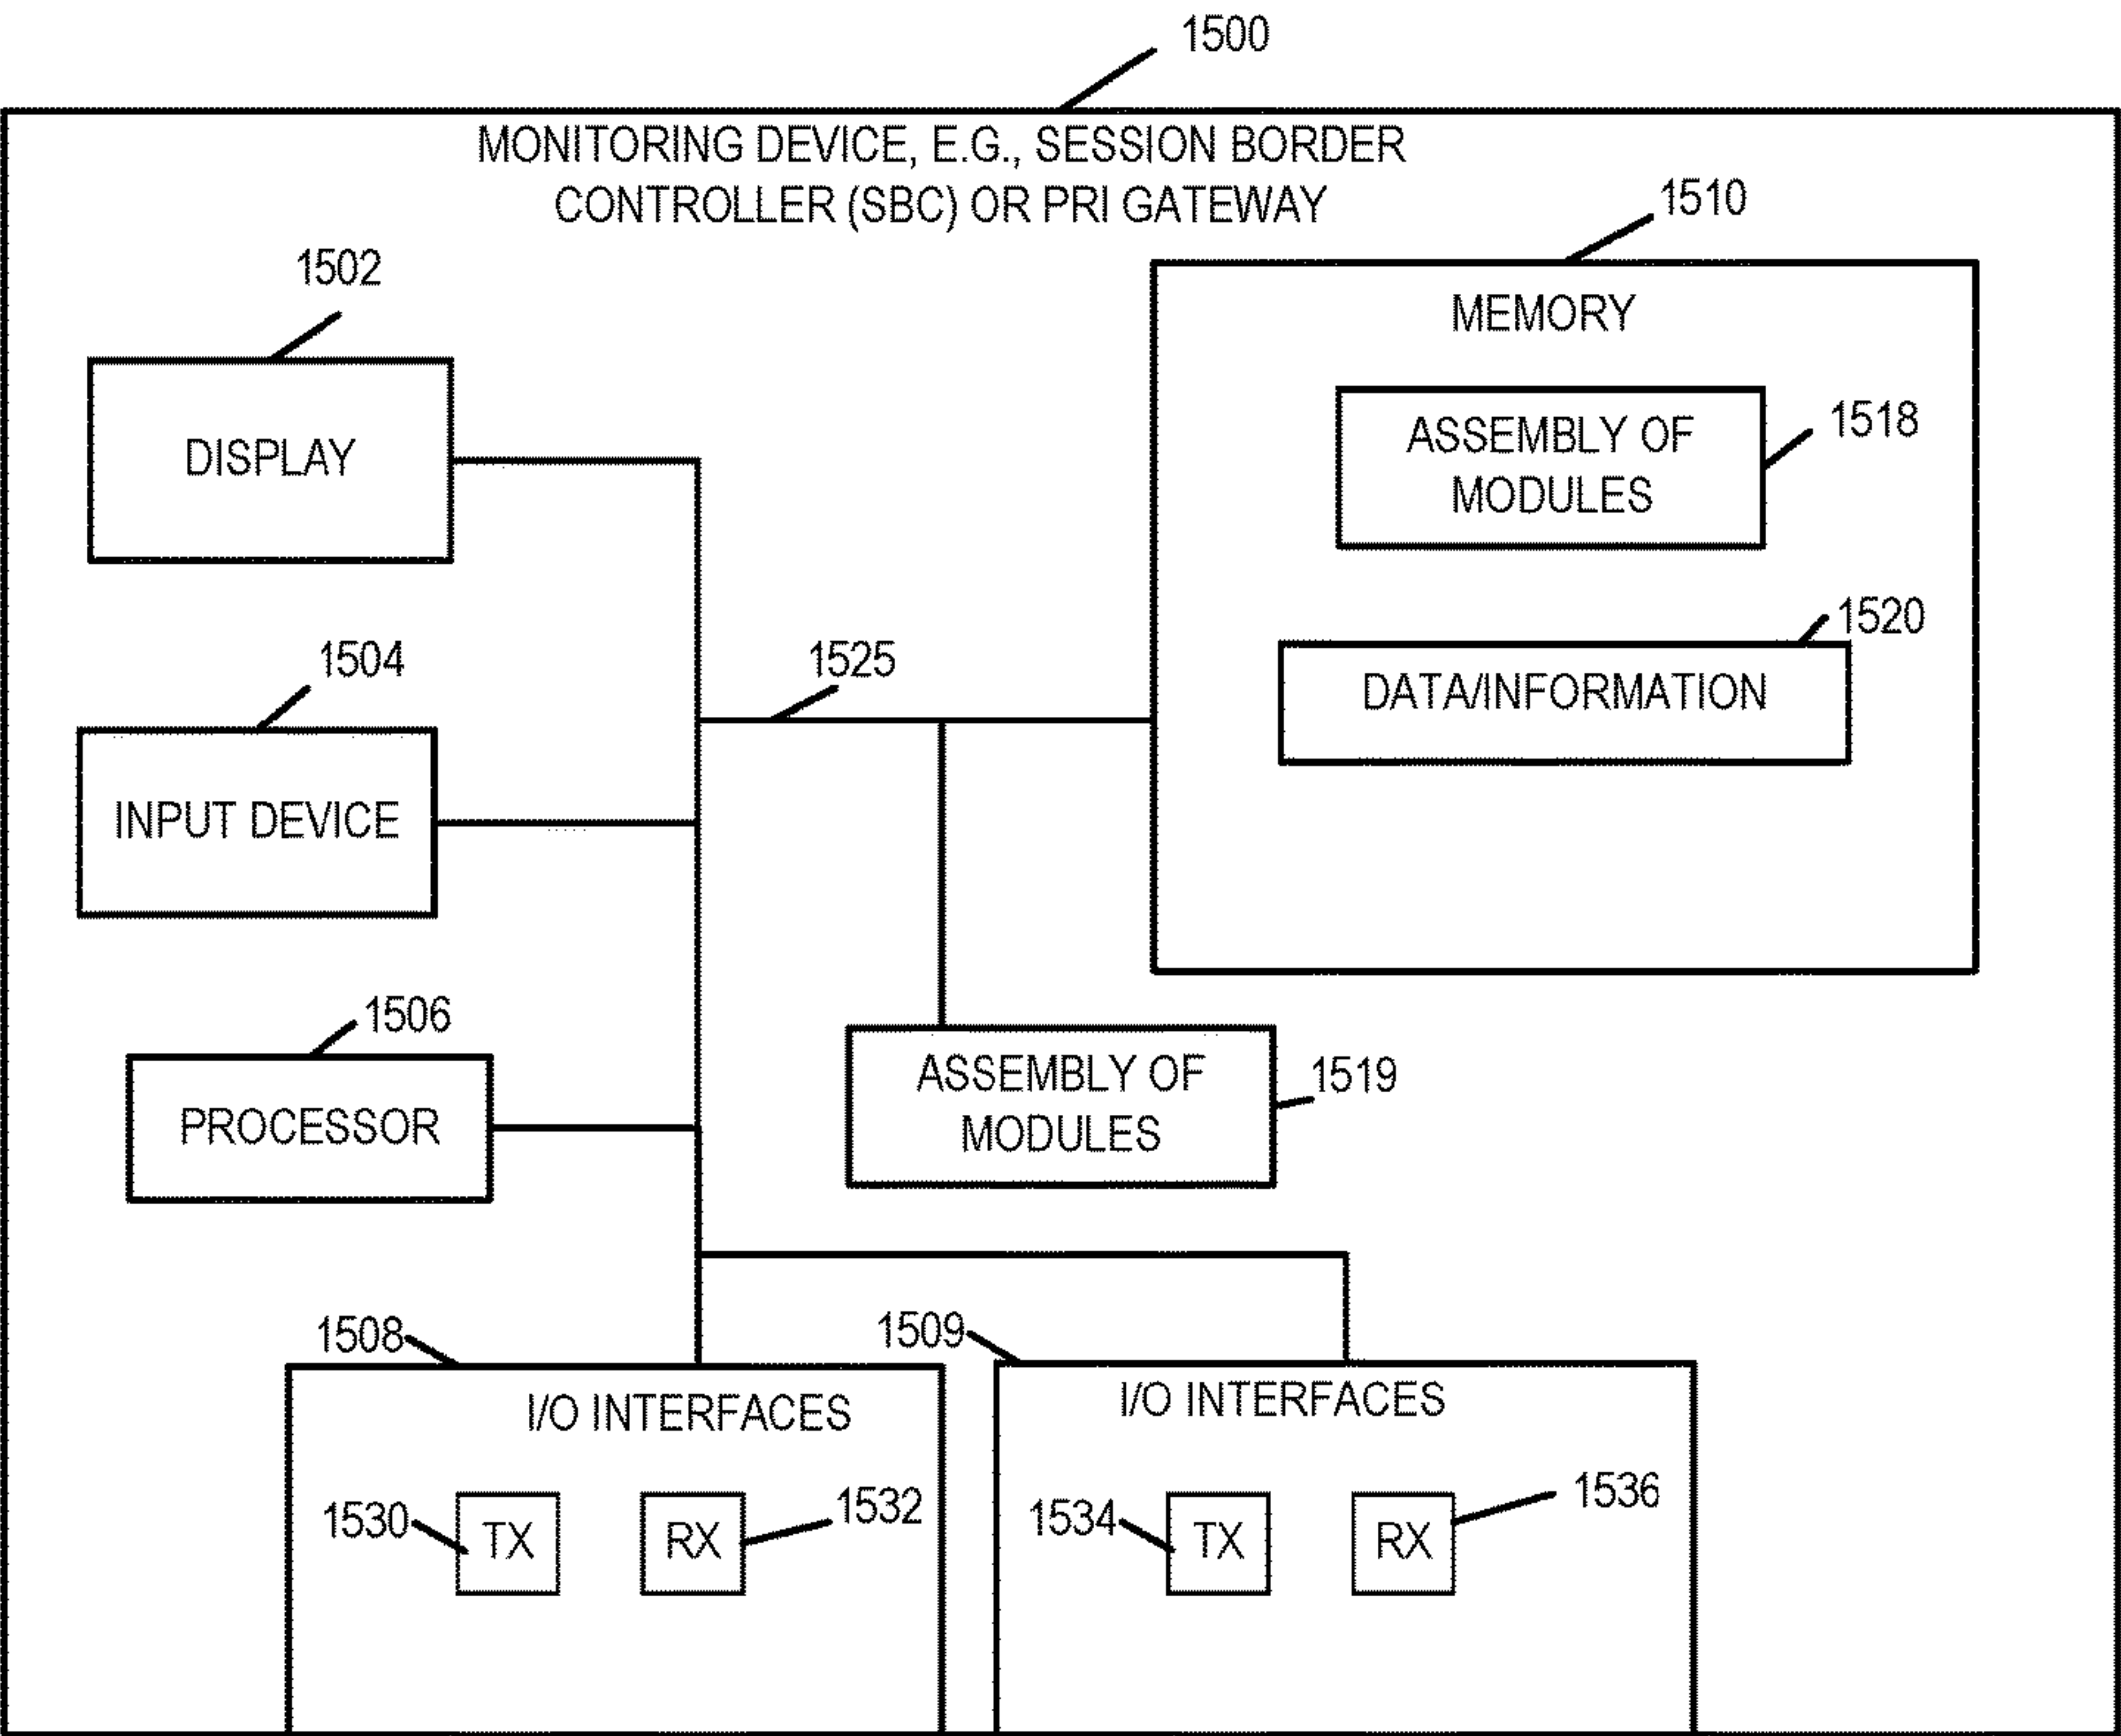 1500
MONITORING DEVICE, E.G., SESSION BORDER
CONTROLLER (SBC) OR PRI GATEWAY
1510
1502
MEMORY
DISPLAY
ASSEMBLY OF
MODULES
1518
1520
DATA/INFORMATION
1504
1525
INPUT DEVICE
1506
PROCESSOR
ASSEMBLY OF
MODULES
1519
1508
1509
I/O INTERFACES
I/O INTERFACES
1530
TX
RX
1532
1534
TX
RX
1536